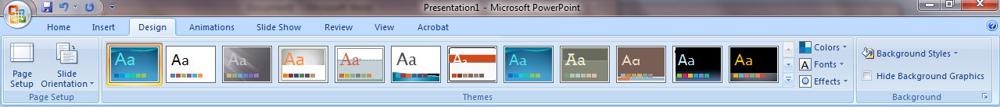 Presentation1 - Microsoft PowerPoint
Home Insert Design Animations Slide Show Review View Acrobat
Page Setup
Slide Orientation
Aa Aa Aa Aa Aa Aa Aa Aa Aa Aa Aa Aa
Colors
Fonts
Effects
Background Styles
Hide Background Graphics
Page Setup Themes Background